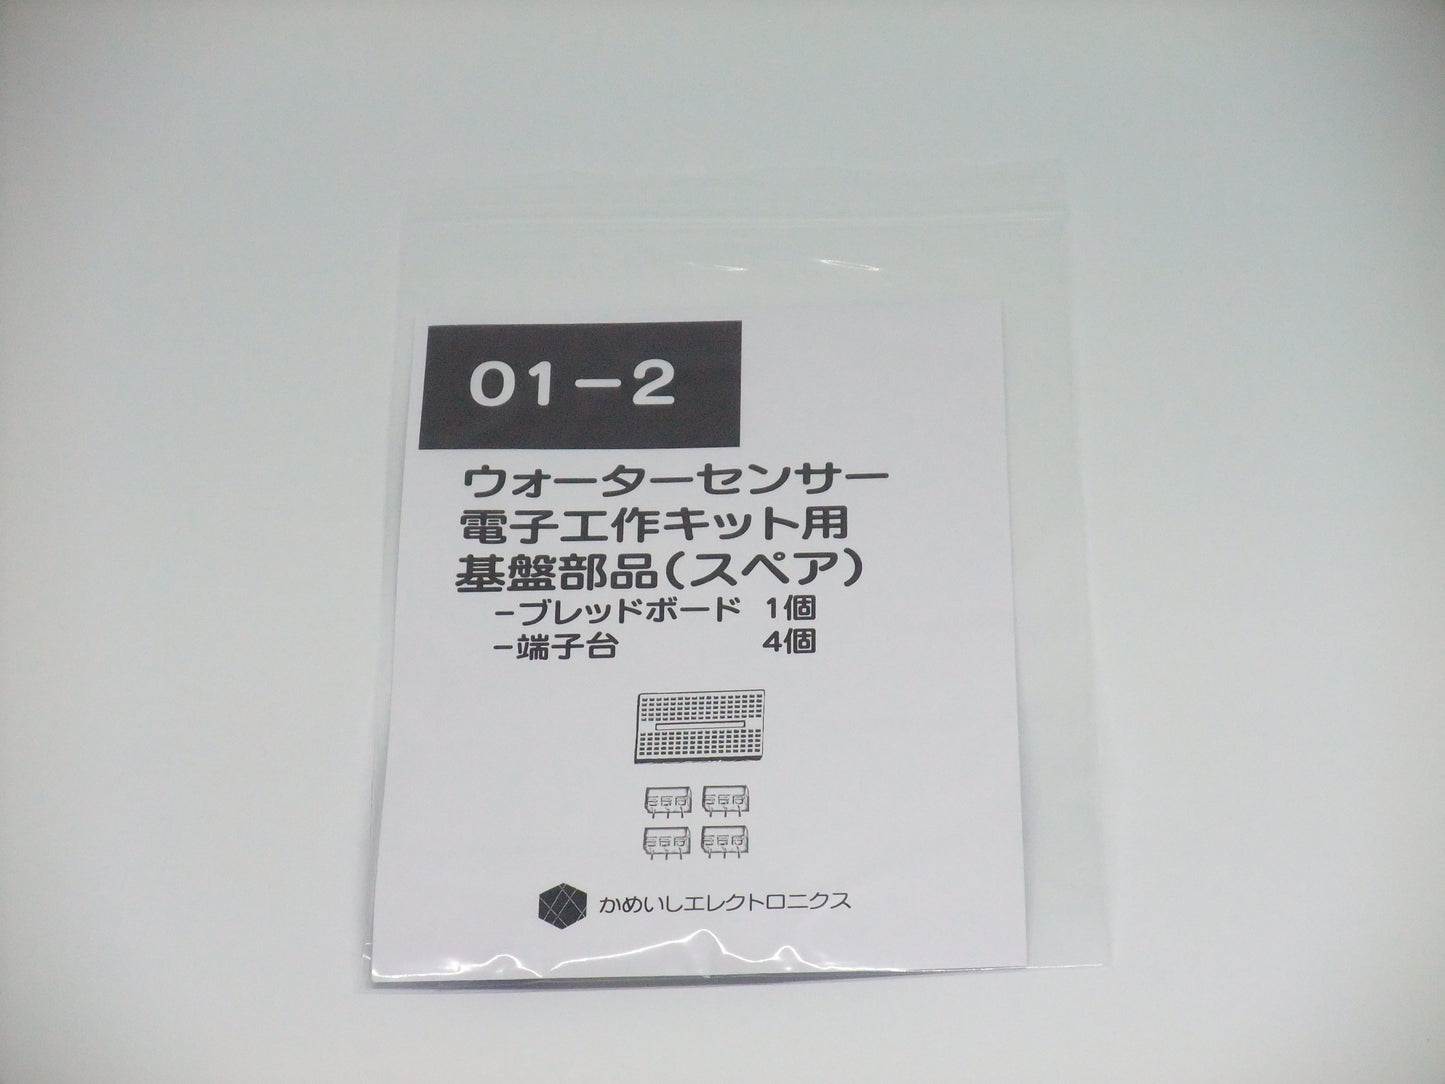 01-2
ウォーターセンサー
電子工作キット用
基盤部品(スペア)
-ブレッドボード 1個
-端子台 4個
かめいしエレクトロニクス